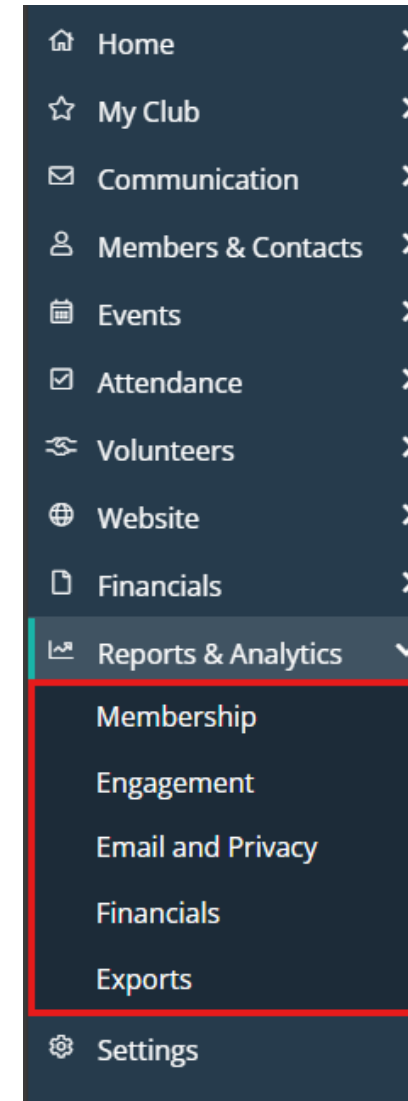 Home
My Club
Communication
Members & Contacts
Events
Attendance
Volunteers
Website
Financials
Reports & Analytics
Membership
Engagement
Email and Privacy
Financials
Exports
Settings